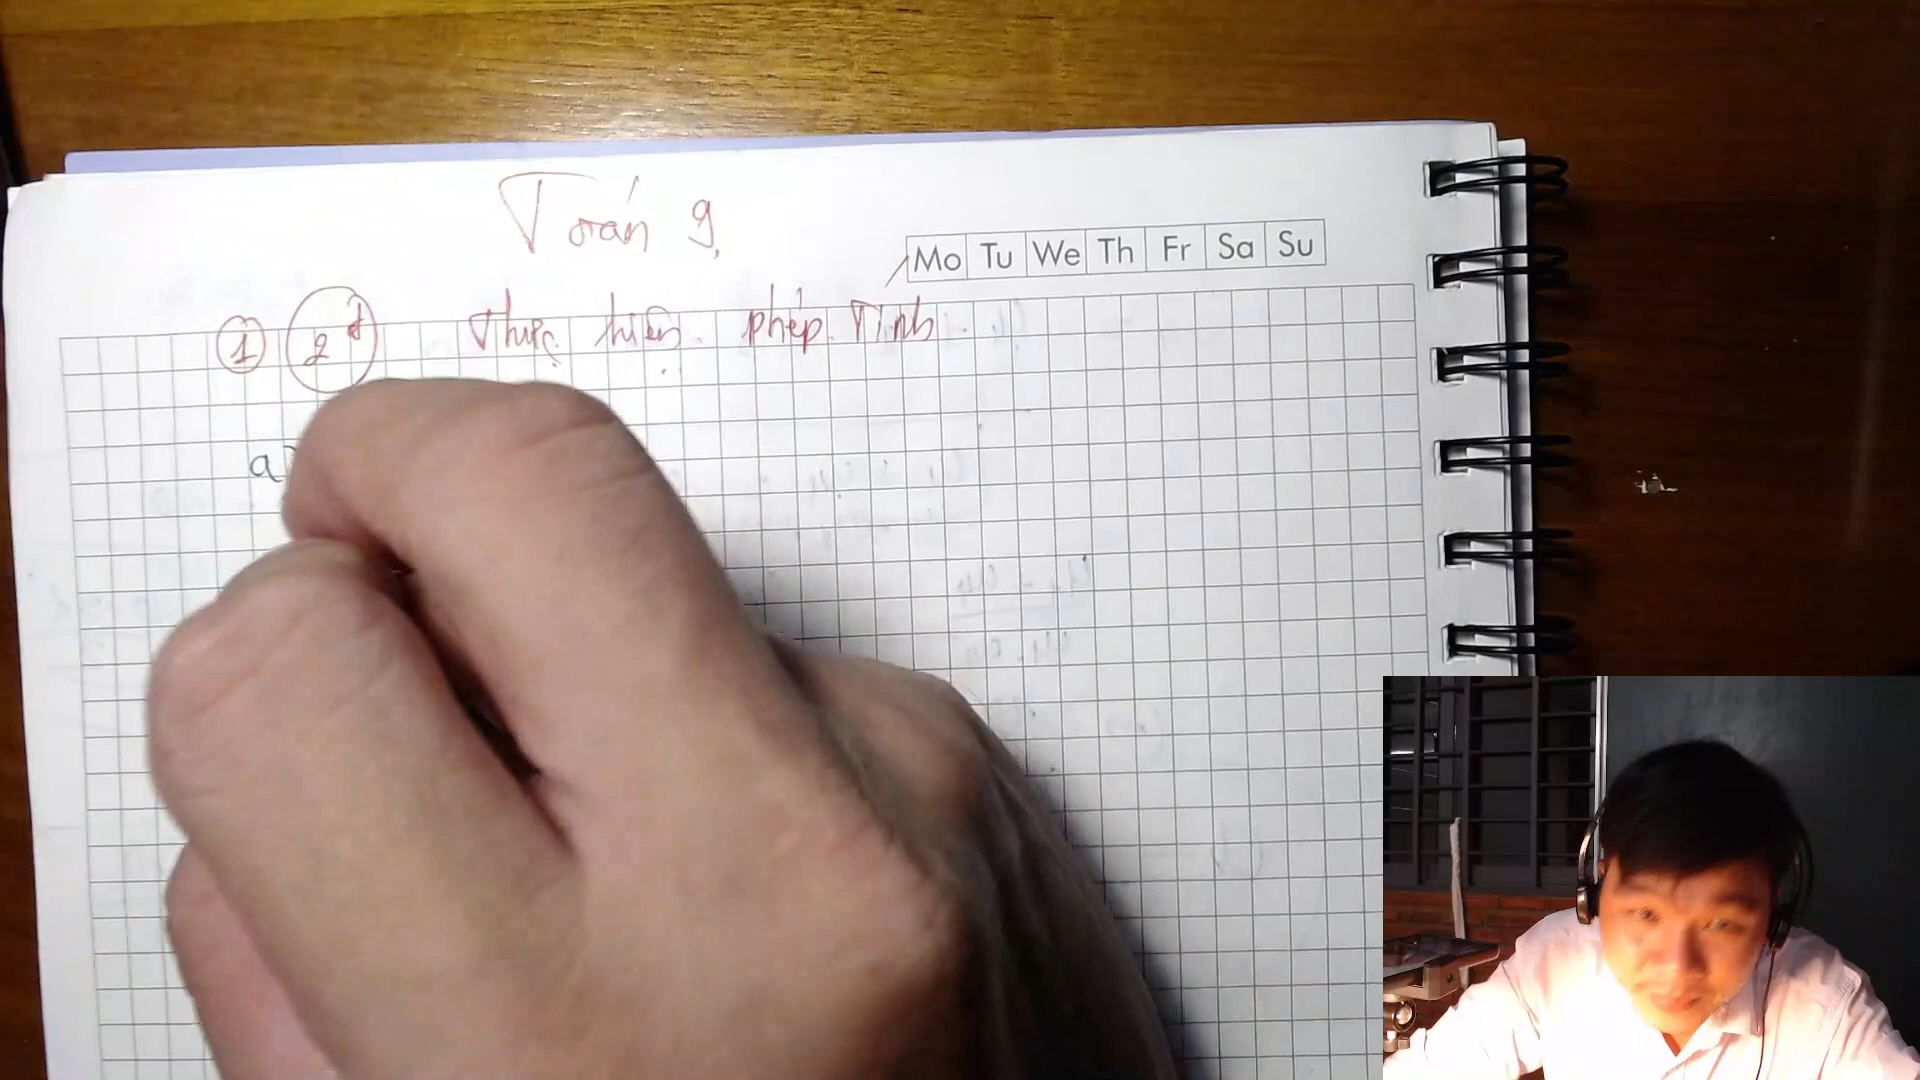 Toán 9
Mo Tu We Th Fr Sa Su
1 2đ Thực hiện phép Tính
a)